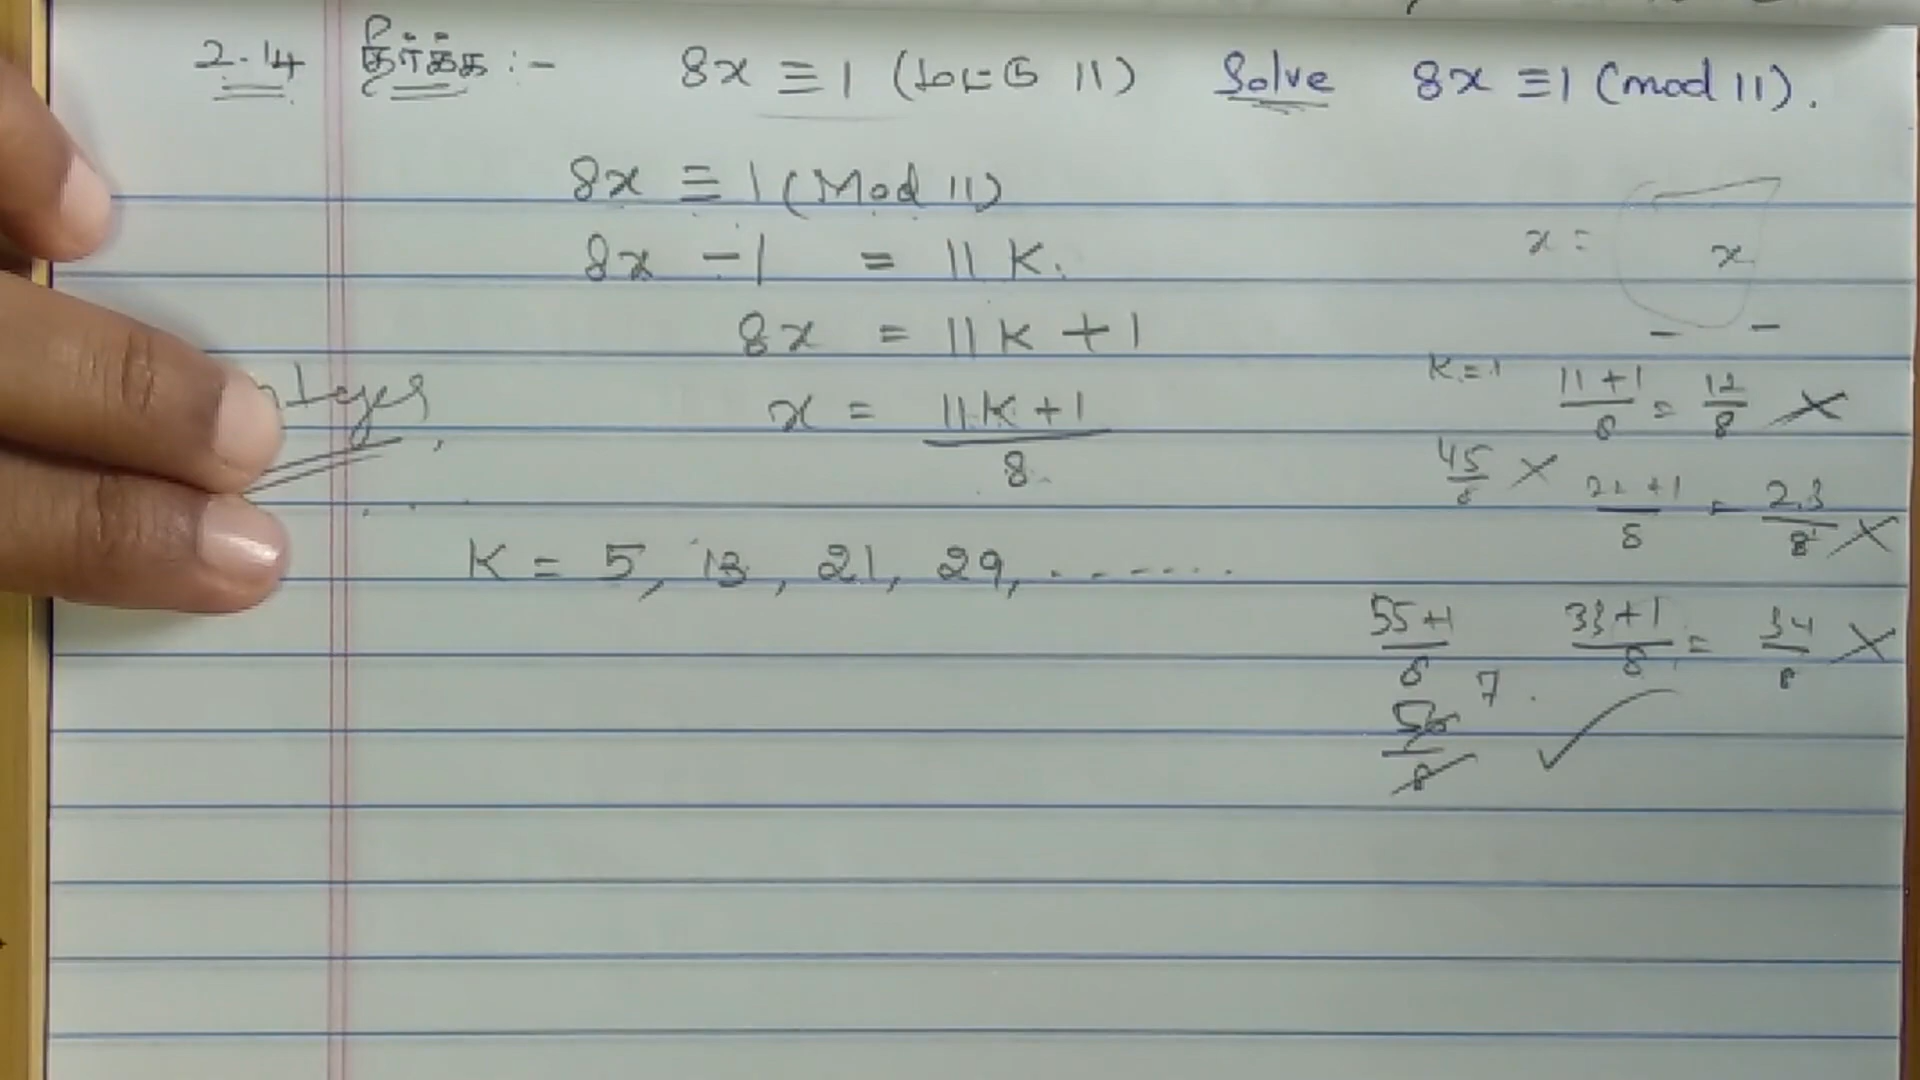 2.14 தீர்க்க :- 8x ≡ 1 (மட்டு 11) Solve 8x ≡ 1 (mod 11).
8x ≡ 1 (Mod 11)
8x - 1 = 11 K.
8x = 11K + 1
x = 11K + 1 / 8
K = 5, 13, 21, 29, .......
x = x
- -
K = 1 11 + 1 / 8 = 12 / 8 X
45 / 8 X 22 + 1 / 8 = 23 / 8 X
55 + 1 / 8 33 + 1 / 8 = 34 / 8 X
56 / 8 7 . ✓